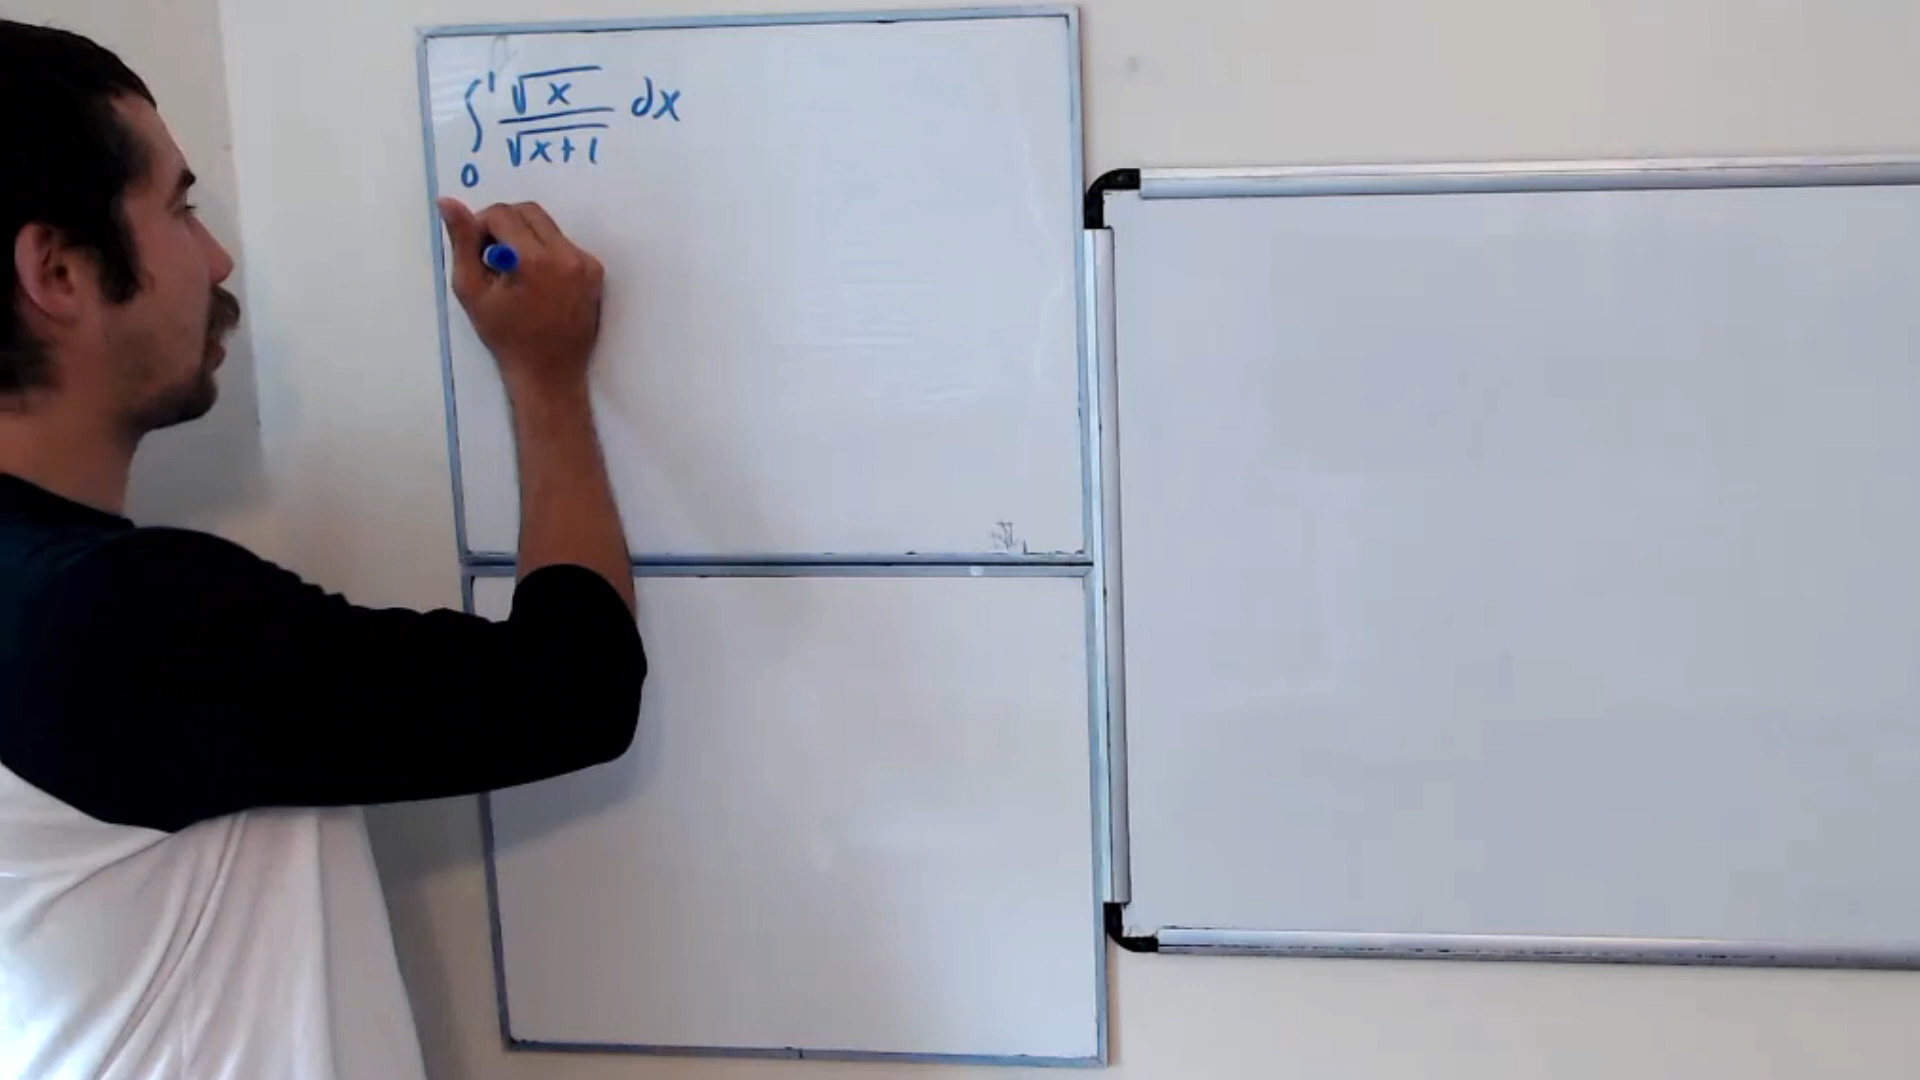 ∫₀¹ √x / √(x+1) dx